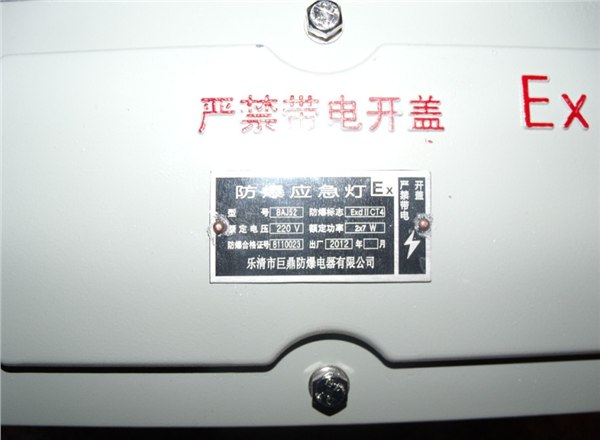 严禁带电开盖 Ex
防爆应急灯 Ex
型号 BAJ52 防爆标志 ExdⅡCT4
额定电压 220 V 额定功率 2x7 W
防爆合格证号 8110023 出厂 2012 年 月
乐清市巨鼎防爆电器有限公司
严禁带电
开盖